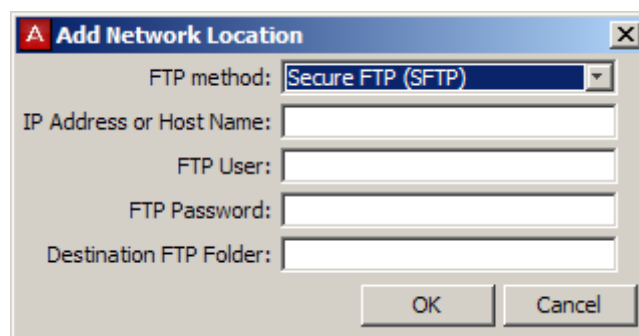 Add Network Location
FTP method: Secure FTP (SFTP)
IP Address or Host Name:
FTP User:
FTP Password:
Destination FTP Folder:
OK Cancel